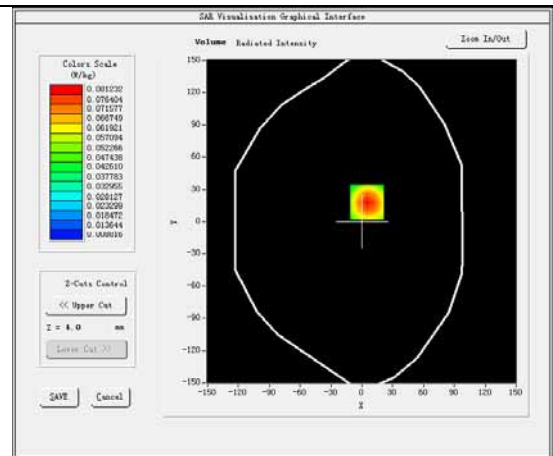 SAR Visualisation Graphical Interface
Volume Radiated Intensity
Zoom In/Out
Colors Scale
(W/kg)
0.081232
0.076404
0.071577
0.066749
0.061921
0.057094
0.052266
0.047438
0.042610
0.037783
0.032955
0.028127
0.023299
0.018472
0.013644
0.008816
Z-Cuts Control
<< Upper Cut
Z = 4.0 mm
Lower Cut >>
SAVE
Cancel
150
120
90
60
30
0
-30
-60
-90
-120
-150
Y
-150 -120 -90 -60 -30 0 30 60 90 120 150
X